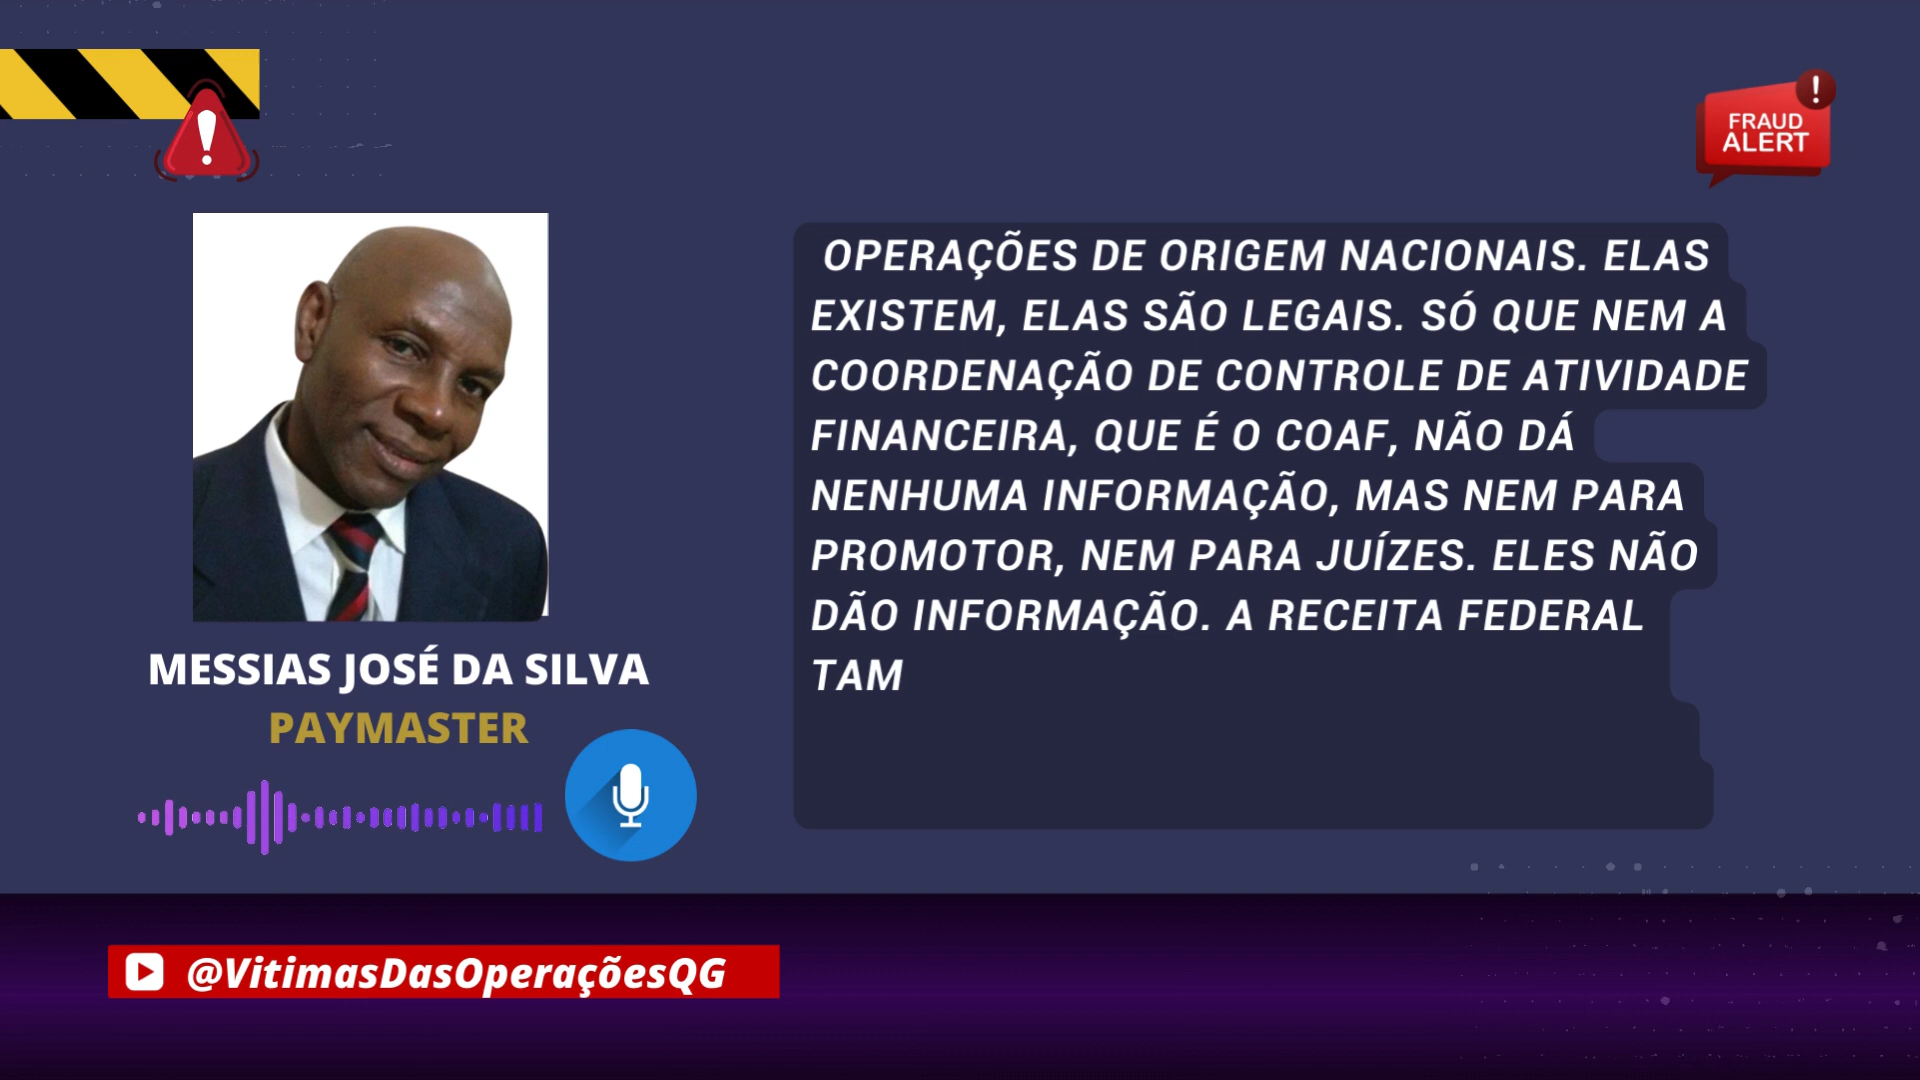 FRAUD
ALERT
OPERAÇÕES DE ORIGEM NACIONAIS. ELAS
EXISTEM, ELAS SÃO LEGAIS. SÓ QUE NEM A
COORDENAÇÃO DE CONTROLE DE ATIVIDADE
FINANCEIRA, QUE É O COAF, NÃO DÁ
NENHUMA INFORMAÇÃO, MAS NEM PARA
PROMOTOR, NEM PARA JUÍZES. ELES NÃO
DÃO INFORMAÇÃO. A RECEITA FEDERAL
TAM
MESSIAS JOSÉ DA SILVA
PAYMASTER
@VitimasDasOperaçõesQG